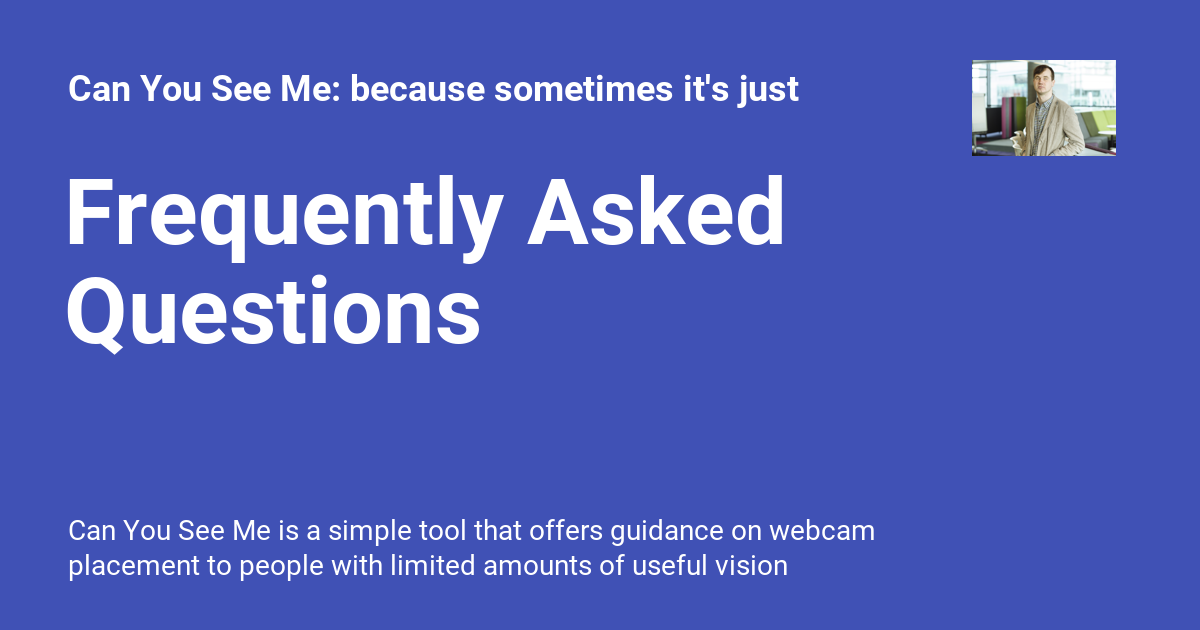 Can You See Me: because sometimes it's just
Frequently Asked
Questions
Can You See Me is a simple tool that offers guidance on webcam
placement to people with limited amounts of useful vision